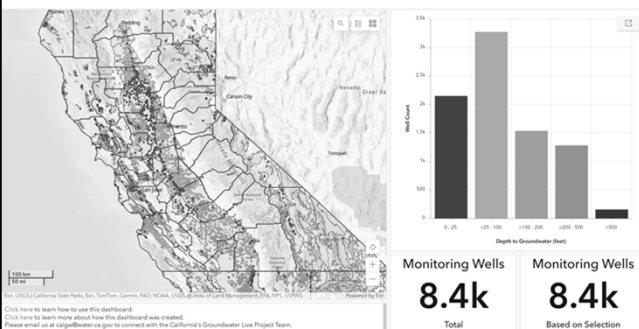 Redding
Chico
Reno
Carson City
Nevada
Great Ba
Tonopah
San Jose
100 km
50 mi
Esri, USGS | California State Parks, Esri, TomTom, Garmin, FAO, NOAA, USGS, Bureau of Land Management, EPA, NPS, USFWS
Powered by Esri
Click here to learn how to use this dashboard.
Click here to learn more about how this dashboard was created.
Please email us at calgw@water.ca.gov to connect with the California's Groundwater Live Project Team.
3.5k
3k
2.5k
2k
1.5k
1k
500
0
Well Count
0 - 25
>25 - 100
>100 - 200
>200 - 500
>500
Depth to Groundwater (feet)
Monitoring Wells
8.4k
Total
Monitoring Wells
8.4k
Based on Selection